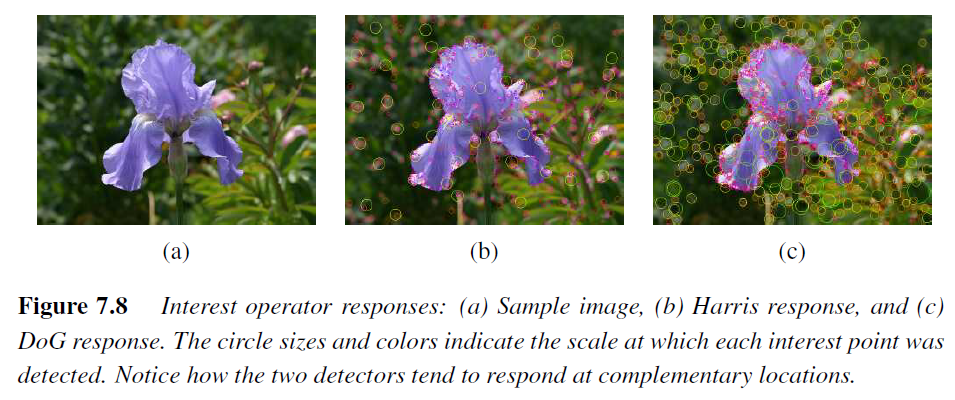 (a)
(b)
(c)
Figure 7.8 Interest operator responses: (a) Sample image, (b) Harris response, and (c)
DoG response. The circle sizes and colors indicate the scale at which each interest point was
detected. Notice how the two detectors tend to respond at complementary locations.